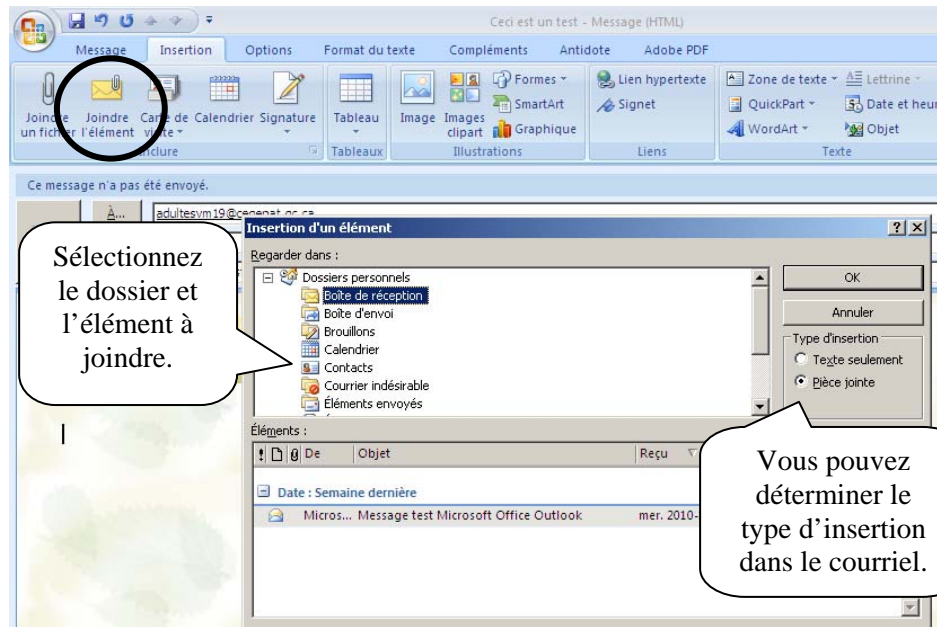 Ceci est un test - Message (HTML)
Message Insertion Options Format du texte Compléments Antidote Adobe PDF
Joindre un fichier
Joindre l'élément
Carte de visite
Calendrier
Signature
Inclure
Tableau
Tableaux
Image
Images clipart
Formes
SmartArt
Graphique
Illustrations
Lien hypertexte
Signet
Liens
Zone de texte
QuickPart
WordArt
Lettrine
Date et heur
Objet
Texte
Ce message n'a pas été envoyé.
À...
adultesvm19@cegepat.qc.ca
Sélectionnez
le dossier et
l'élément à
joindre.
Insertion d'un élément
Regarder dans :
Dossiers personnels
Boîte de réception
Boîte d'envoi
Brouillons
Calendrier
Contacts
Courrier indésirable
Éléments envoyés
OK
Annuler
Type d'insertion
Texte seulement
Pièce jointe
Éléments :
De Objet Reçu
Date : Semaine dernière
Micros... Message test Microsoft Office Outlook mer. 2010-
Vous pouvez
déterminer le
type d'insertion
dans le courriel.